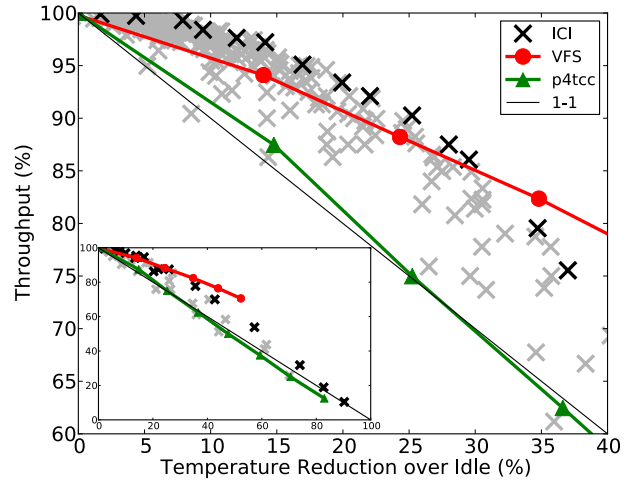 100
95
90
85
80
75
70
65
60
Throughput (%)
ICI
VFS
p4tcc
1-1
100
80
60
40
20
0
0 20 40 60 80 100
0 5 10 15 20 25 30 35 40
Temperature Reduction over Idle (%)